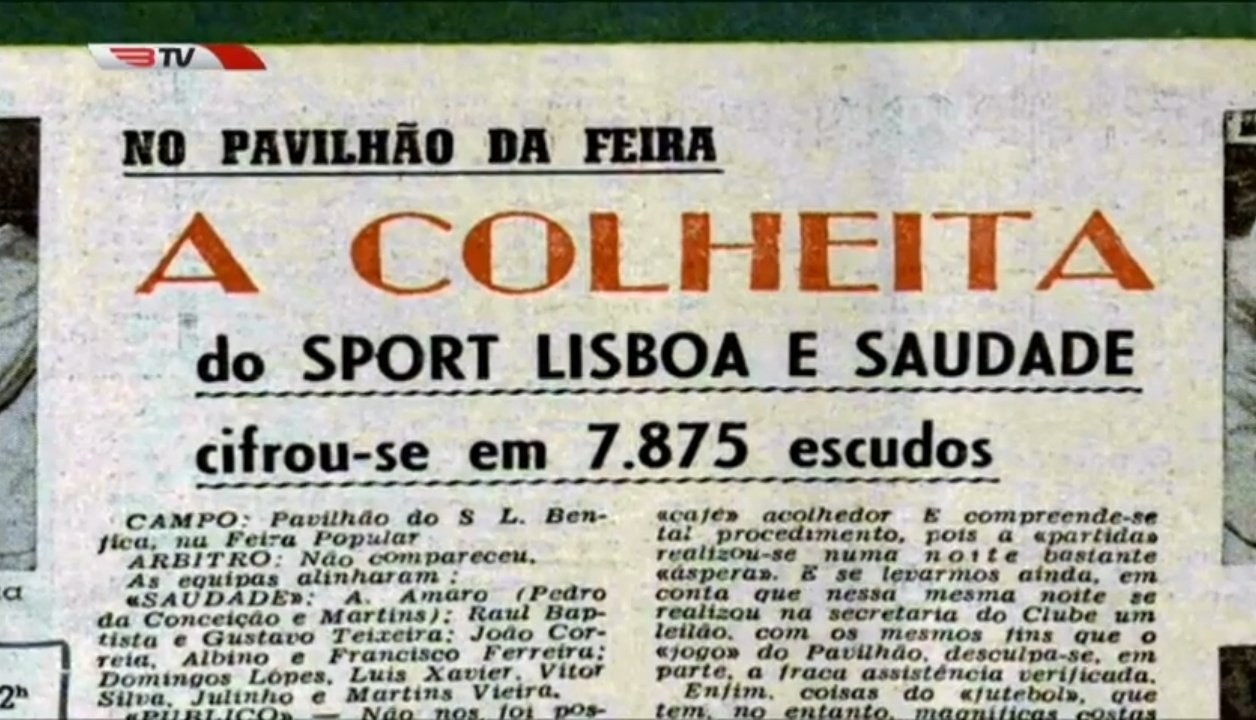 BTV
NO PAVILHÃO DA FEIRA
A COLHEITA
do SPORT LISBOA E SAUDADE
cifrou-se em 7.875 escudos
CAMPO: Pavilhão do S L. Ben-
fica, na Feira Popular
ARBITRO: Não compareceu.
As equipas alinharam:
«SAUDADE»: A. Amaro (Pedro
da Conceição e Martins); Raul Bap-
tista e Gustavo Teixeira; João Cor-
reia, Albino e Francisco Ferreira;
Domingos Lopes, Luis Xavier, Vitor
Silva, Julinho e Martins Vieira.
«PUBLICO» — Não nos foi pos-
«café» acolhedor E compreende-se
tal procedimento, pois a «partida»
realizou-se numa noite bastante
«áspera». E se levarmos ainda, em
conta que nessa mesma noite se
realizou na secretaria do Clube um
leilão, com os mesmos fins que o
«jogo» do Pavilhão, desculpa-se, em
parte, a fraca assistência verificada.
Enfim, coisas do «futebol», que
tem, no entanto, magníficas costas
2h